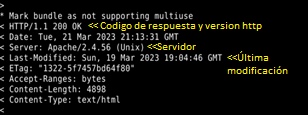 >
* Mark bundle as not supporting multiuse
< HTTP/1.1 200 OK <<Codigo de respuesta y version http
< Date: Tue, 21 Mar 2023 21:13:31 GMT
< Server: Apache/2.4.56 (Unix) <<Servidor
< Last-Modified: Sun, 19 Mar 2023 19:04:46 GMT <<Última modificación
< ETag: "1322-5f7457bd64f80"
< Accept-Ranges: bytes
< Content-Length: 4898
< Content-Type: text/html
<